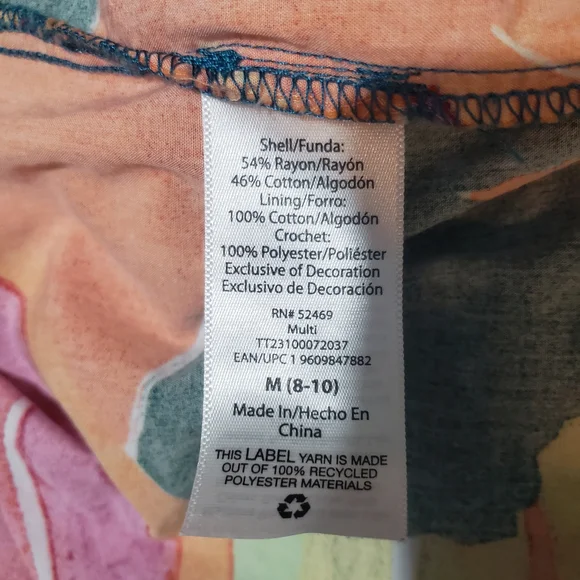 Shell/Funda:
54% Rayon/Rayón
46% Cotton/Algodón
Lining/Forro:
100% Cotton/Algodón
Crochet:
100% Polyester/Poliéster
Exclusive of Decoration
Exclusivo de Decoración
RN# 52469
Multi
TT23100072037
EAN/UPC 1 9609847882
M (8-10)
Made In/Hecho En
China
THIS LABEL YARN IS MADE
OUT OF 100% RECYCLED
POLYESTER MATERIALS